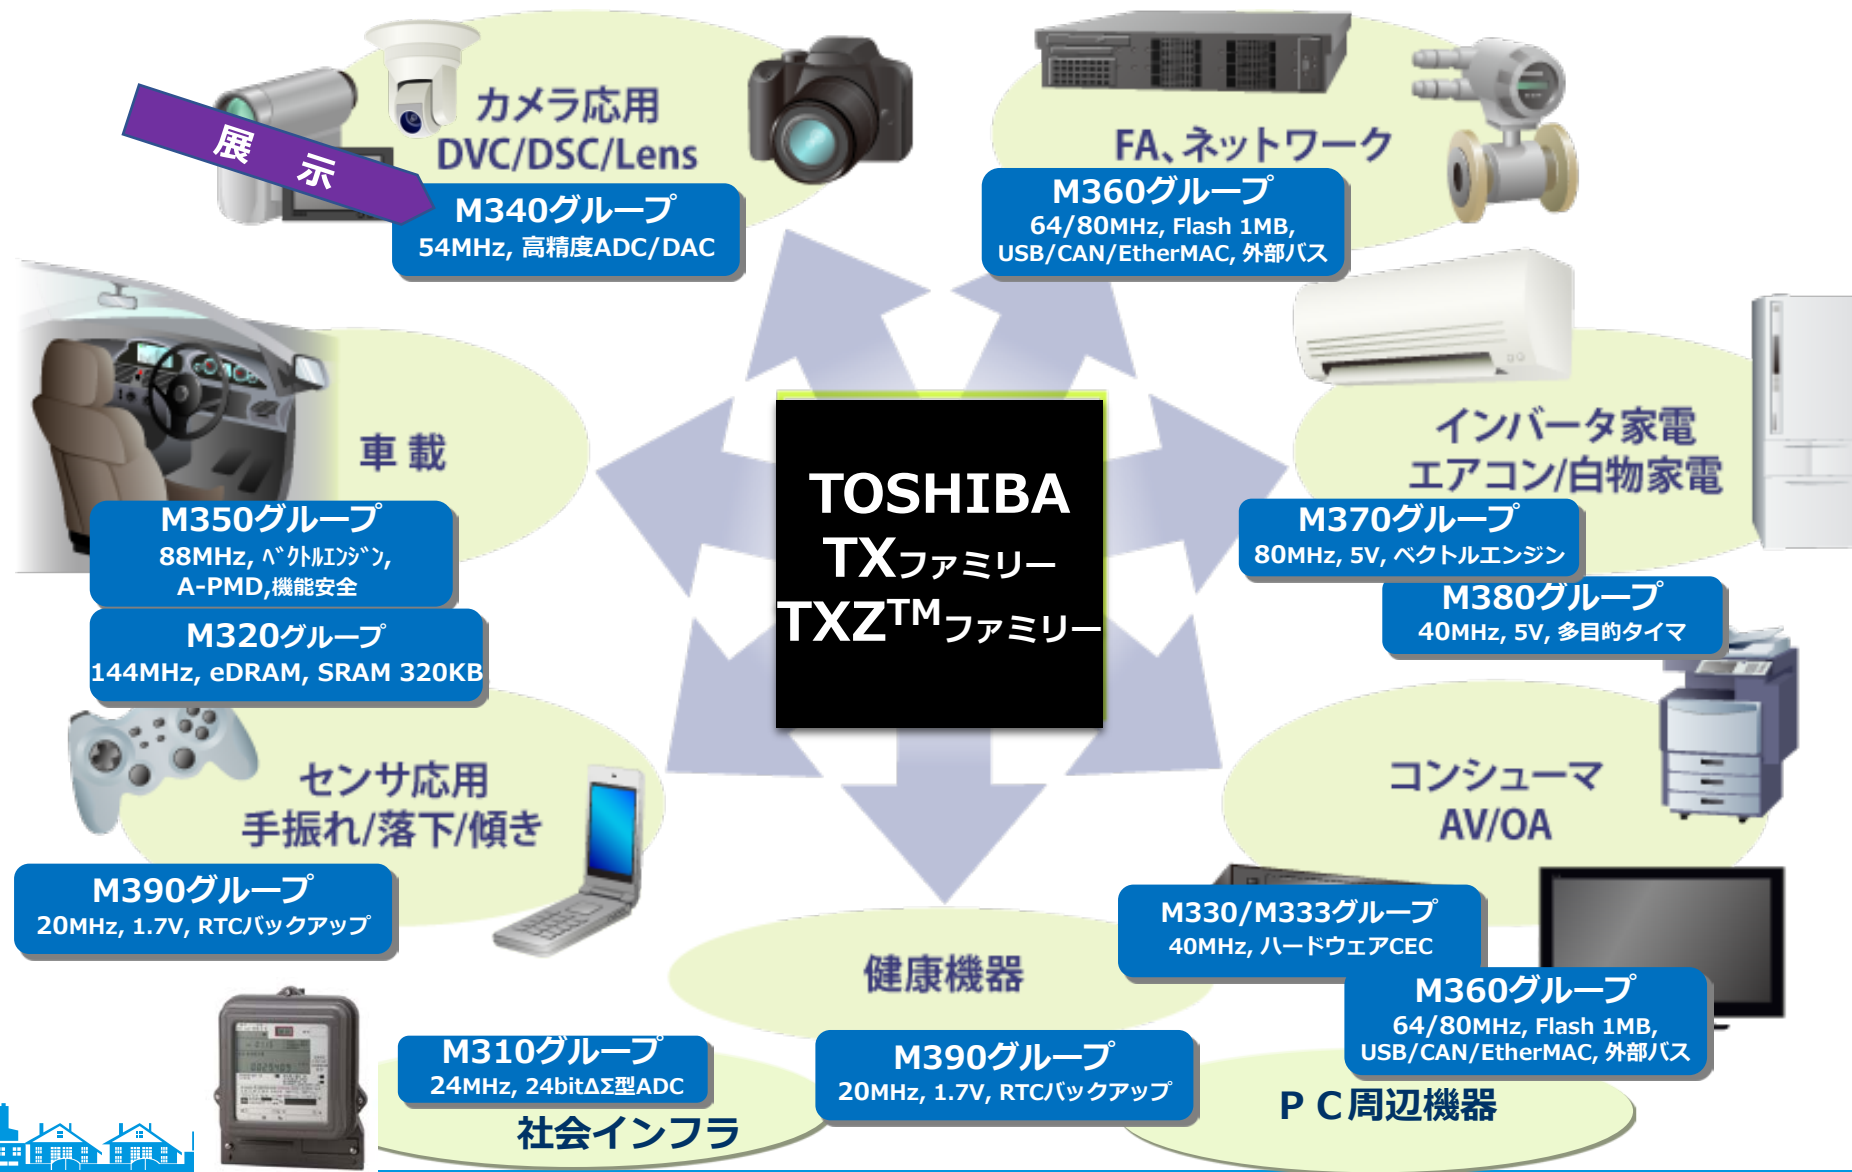 展 示
カメラ応用
DVC/DSC/Lens
M340グループ
54MHz, 高精度ADC/DAC
FA、ネットワーク
M360グループ
64/80MHz, Flash 1MB,
USB/CAN/EtherMAC, 外部バス
車 載
M350グループ
88MHz, ﾍﾞｸﾄﾙｴﾝｼﾞﾝ,
A-PMD,機能安全
M320グループ
144MHz, eDRAM, SRAM 320KB
TOSHIBA
TXファミリー
TXZTMファミリー
インバータ家電
エアコン/白物家電
M370グループ
80MHz, 5V, ベクトルエンジン
M380グループ
40MHz, 5V, 多目的タイマ
センサ応用
手振れ/落下/傾き
M390グループ
20MHz, 1.7V, RTCバックアップ
コンシューマ
AV/OA
M330/M333グループ
40MHz, ハードウェアCEC
M360グループ
64/80MHz, Flash 1MB,
USB/CAN/EtherMAC, 外部バス
健康機器
M390グループ
20MHz, 1.7V, RTCバックアップ
M310グループ
24MHz, 24bitΔΣ型ADC
社会インフラ
ＰＣ周辺機器